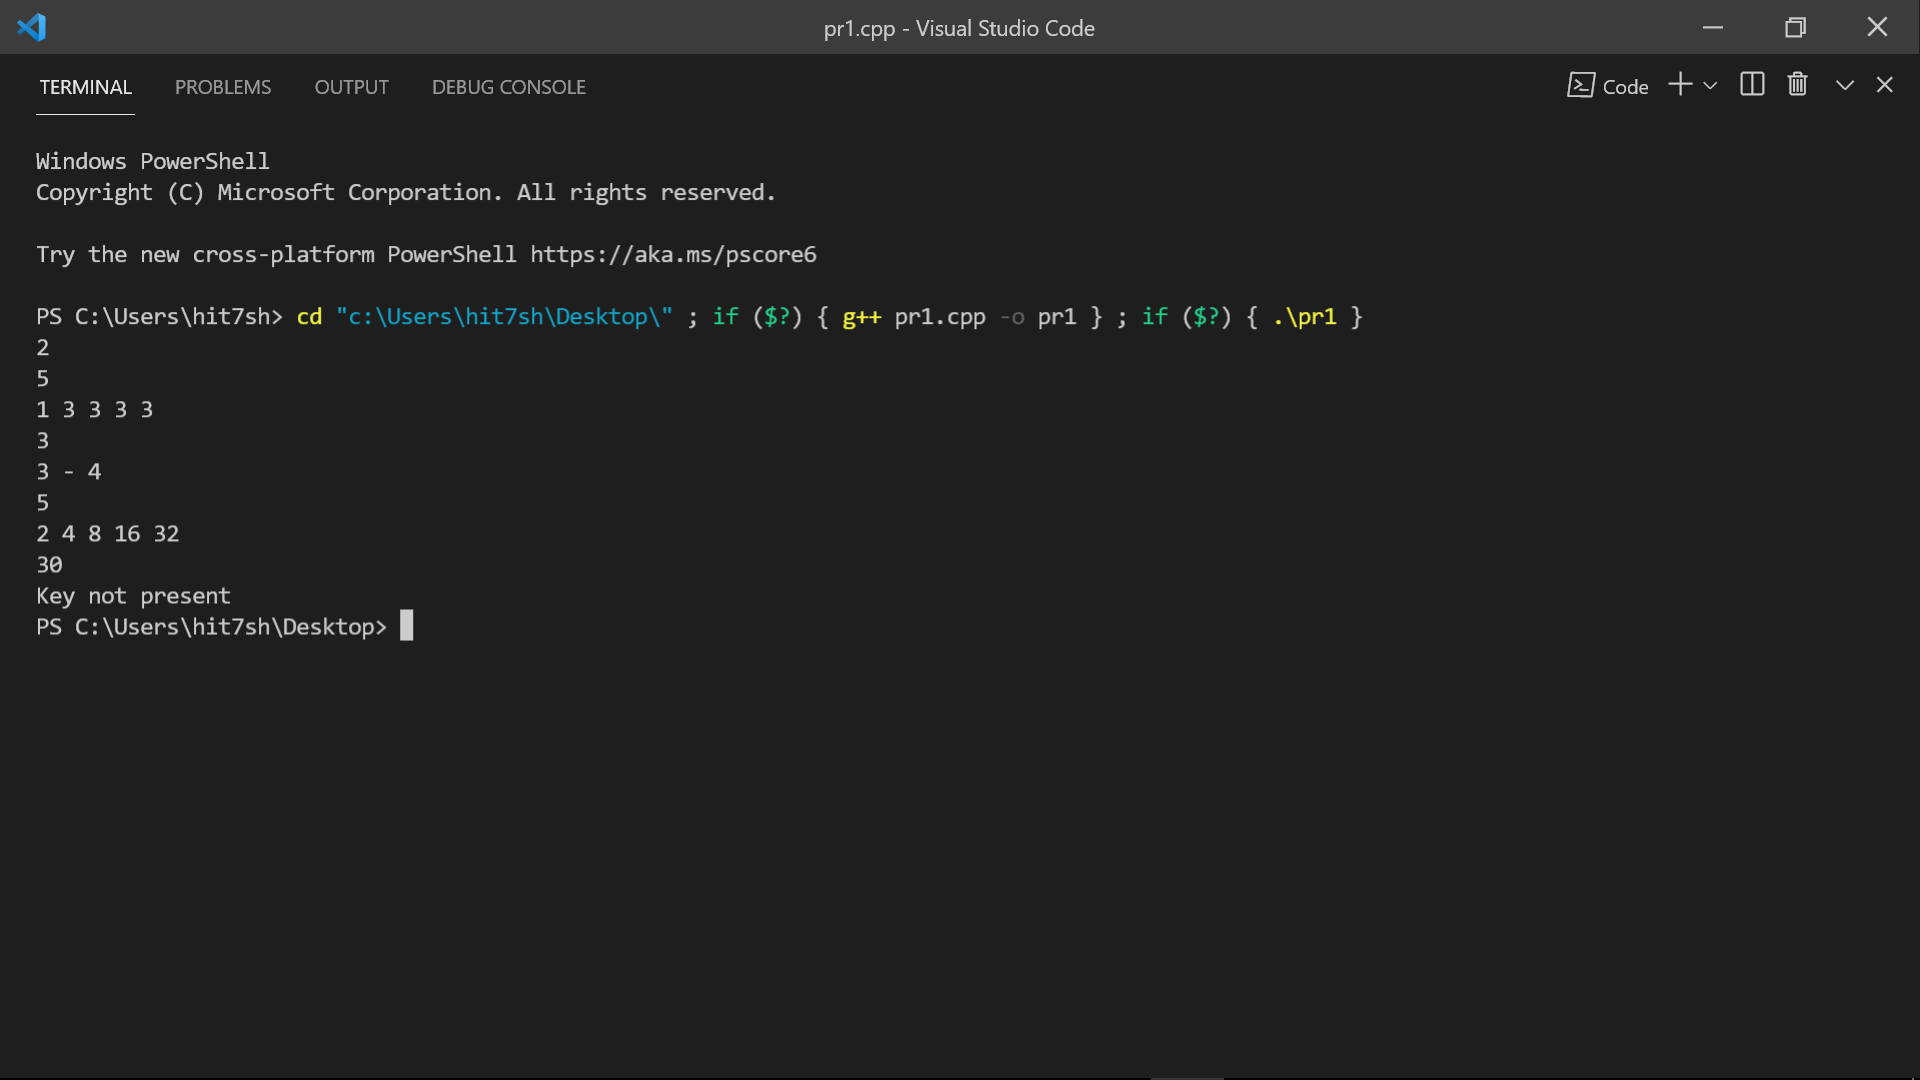 pr1.cpp - Visual Studio Code
TERMINAL PROBLEMS OUTPUT DEBUG CONSOLE Code
Windows PowerShell
Copyright (C) Microsoft Corporation. All rights reserved.
Try the new cross-platform PowerShell https://aka.ms/pscore6
PS C:\Users\hit7sh> cd "c:\Users\hit7sh\Desktop\" ; if ($?) { g++ pr1.cpp -o pr1 } ; if ($?) { .\pr1 }
2
5
1 3 3 3 3
3
3 - 4
5
2 4 8 16 32
30
Key not present
PS C:\Users\hit7sh\Desktop>